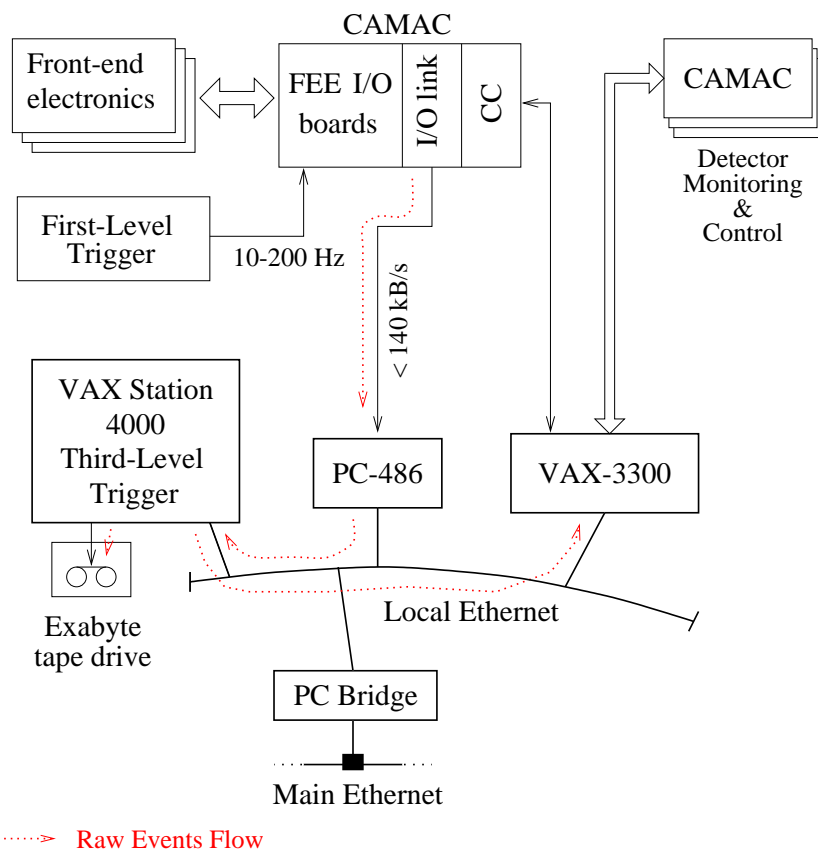 CAMAC
Front-end
electronics
FEE I/O
boards
I/O link
CC
CAMAC
Detector
Monitoring
&
Control
First-Level
Trigger
10-200 Hz
< 140 kB/s
VAX Station
4000
Third-Level
Trigger
PC-486
VAX-3300
Exabyte
tape drive
Local Ethernet
PC Bridge
Main Ethernet
Raw Events Flow